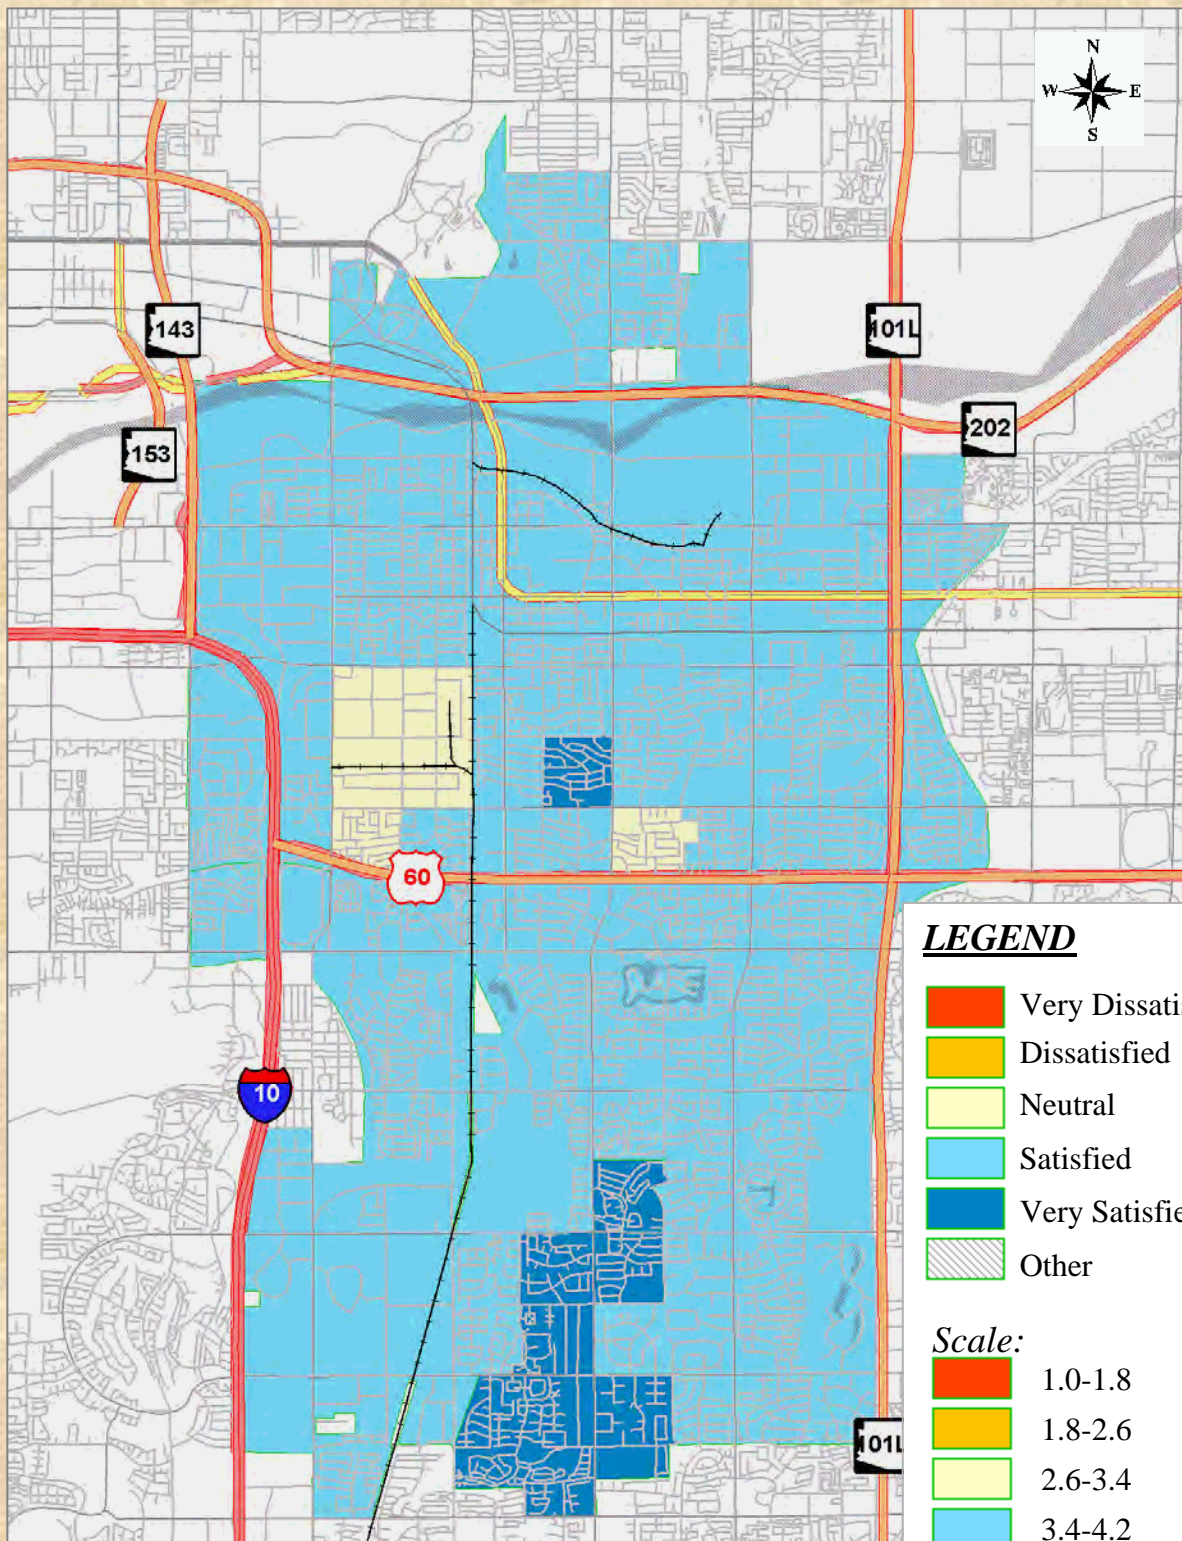 N
W E
S
143
101L
202
153
60
10
101L
LEGEND
Very Dissatis
Dissatisfied
Neutral
Satisfied
Very Satisfie
Other
Scale:
1.0-1.8
1.8-2.6
2.6-3.4
3.4-4.2